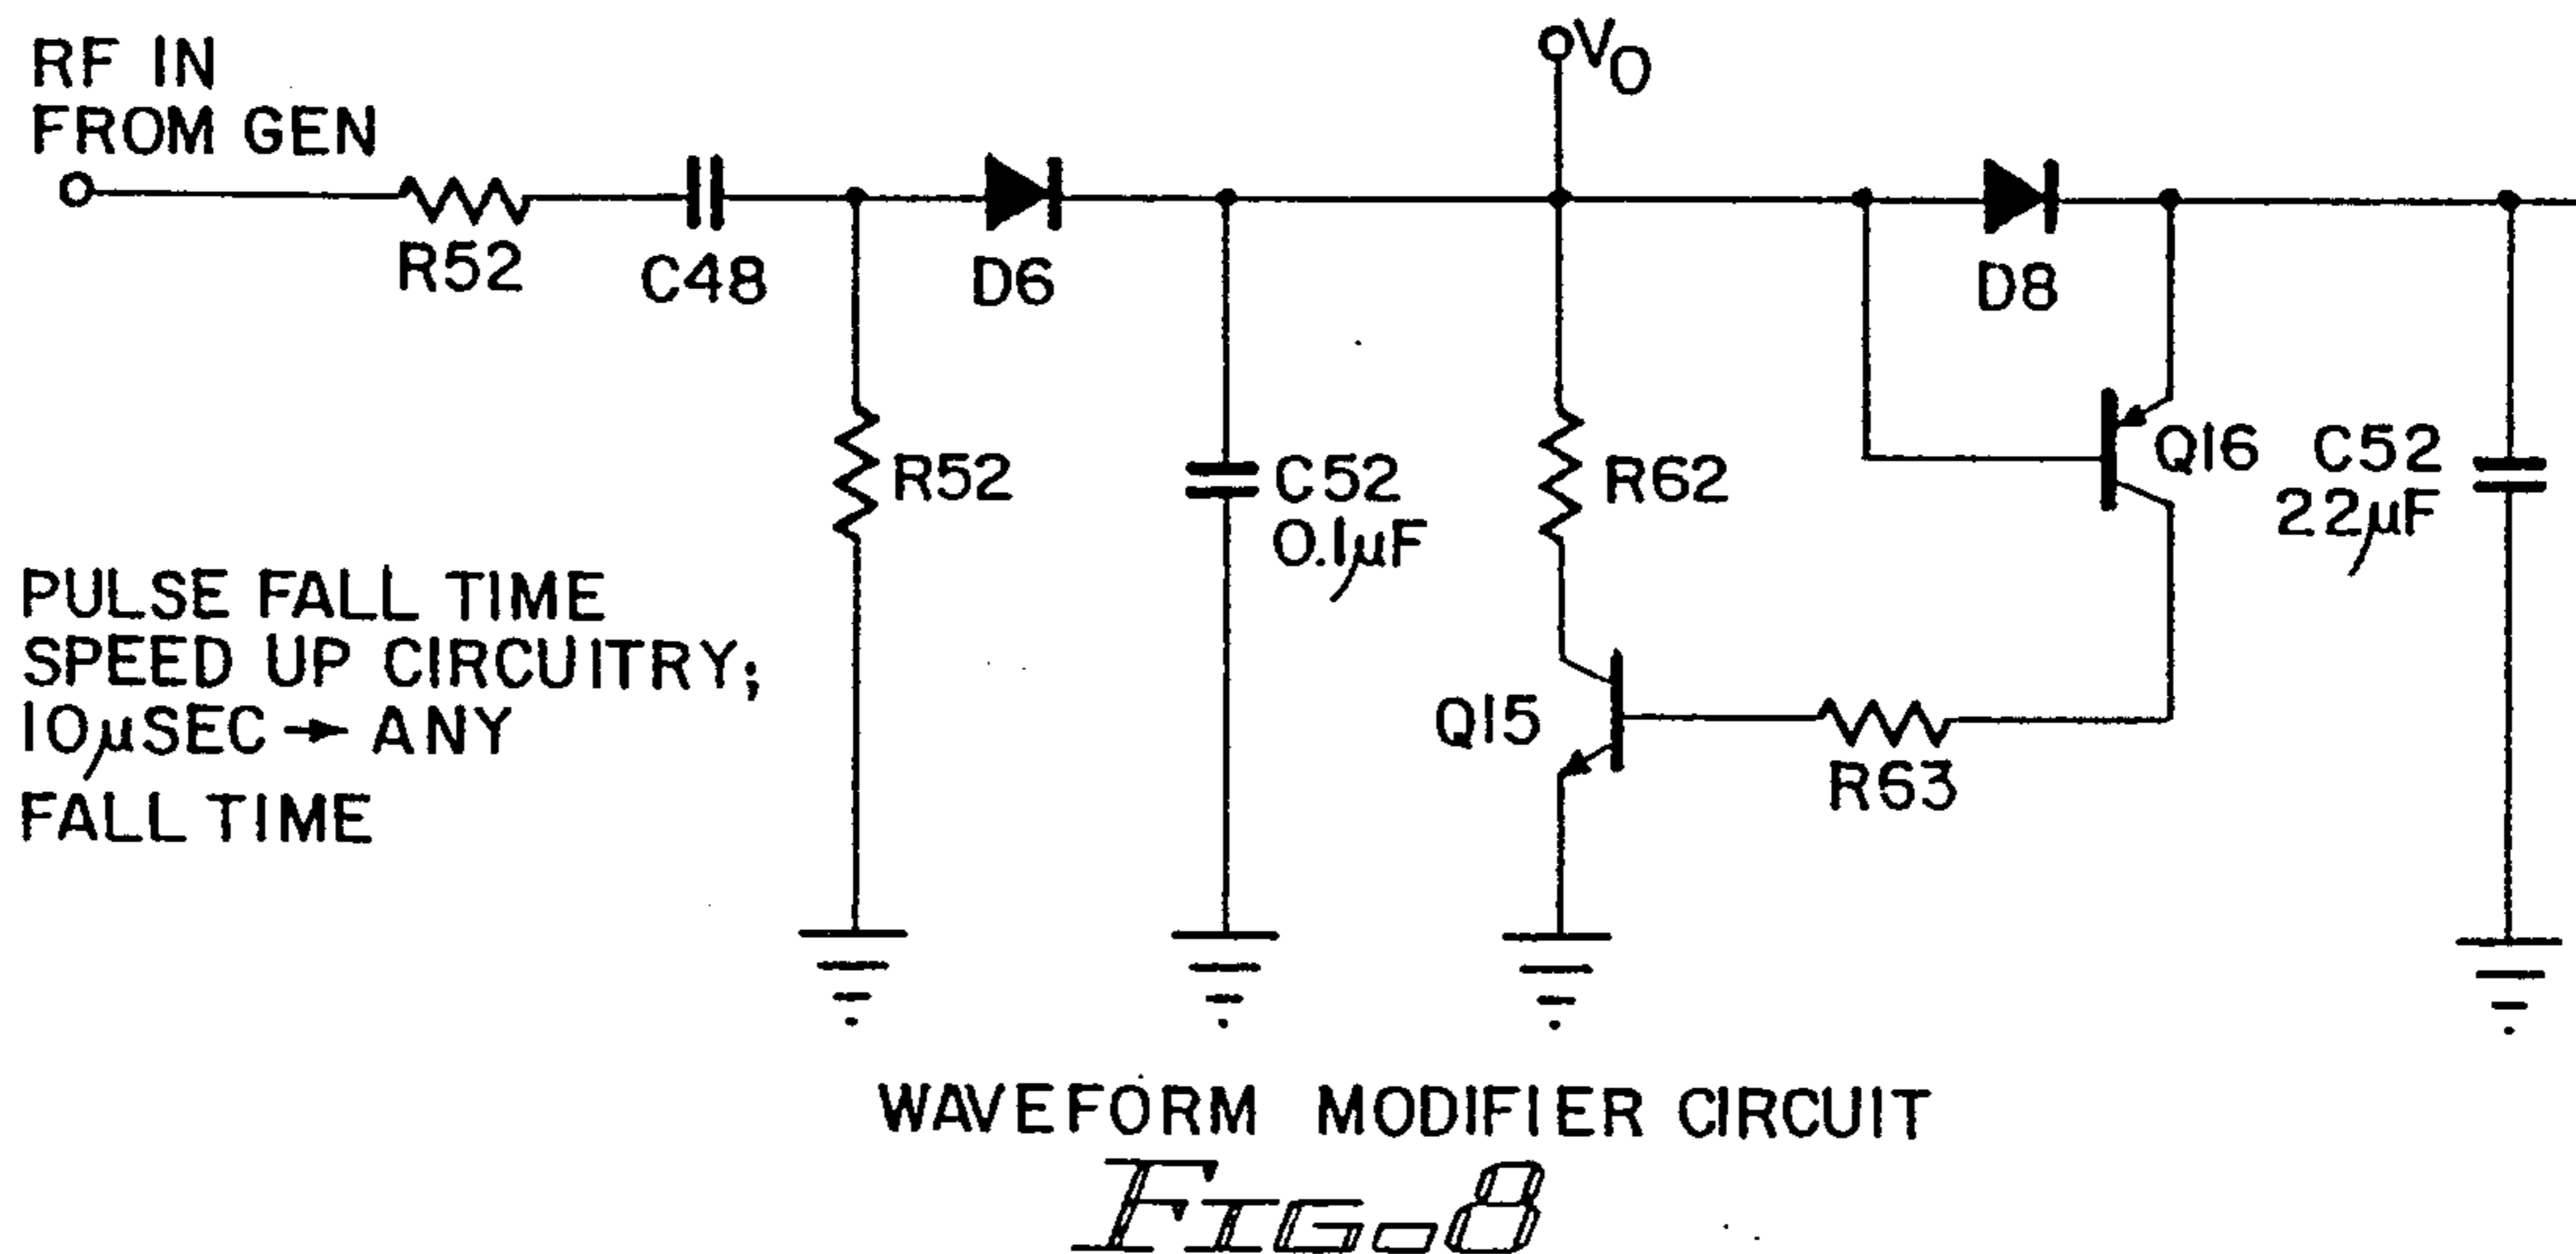 RF IN
FROM GEN
V0
R52
C48
D6
D8
R52
C52
0.1µF
R62
Q16
C52
22µF
PULSE FALL TIME
SPEED UP CIRCUITRY;
10µSEC → ANY
FALL TIME
Q15
R63
WAVEFORM MODIFIER CIRCUIT
FIG-8